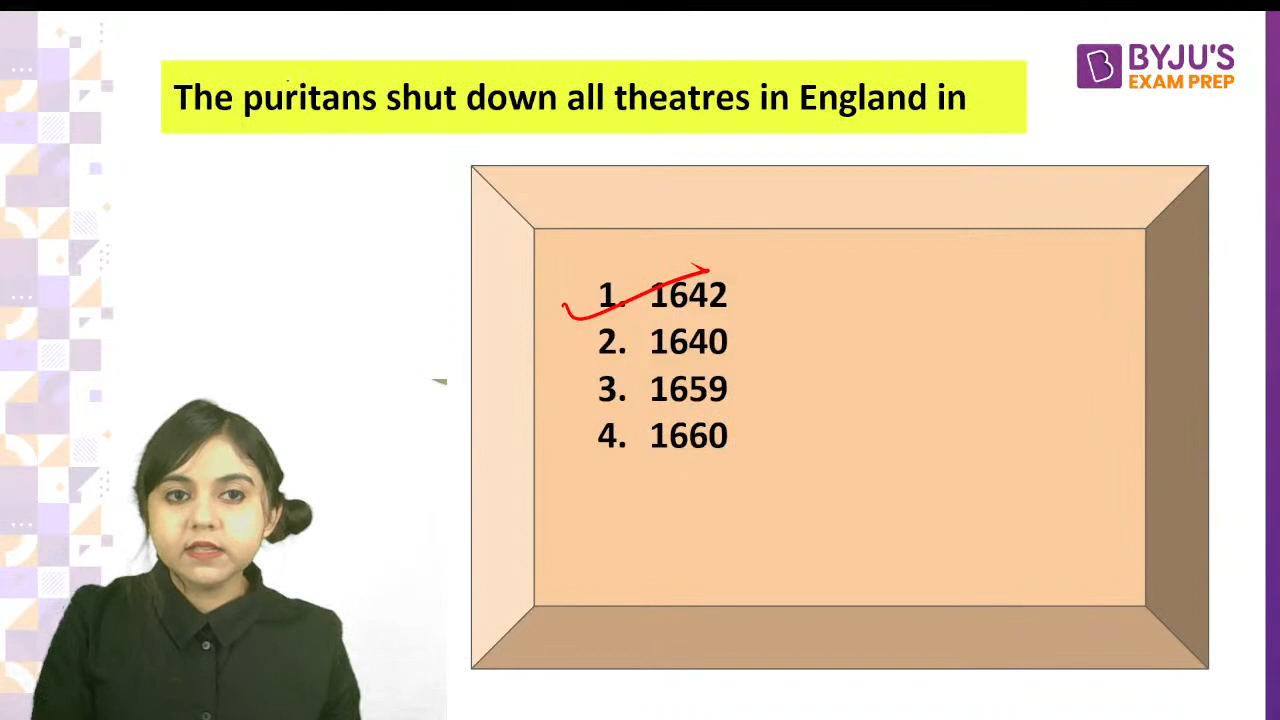 The puritans shut down all theatres in England in
BYJU'S
EXAM PREP
1. 1642
2. 1640
3. 1659
4. 1660